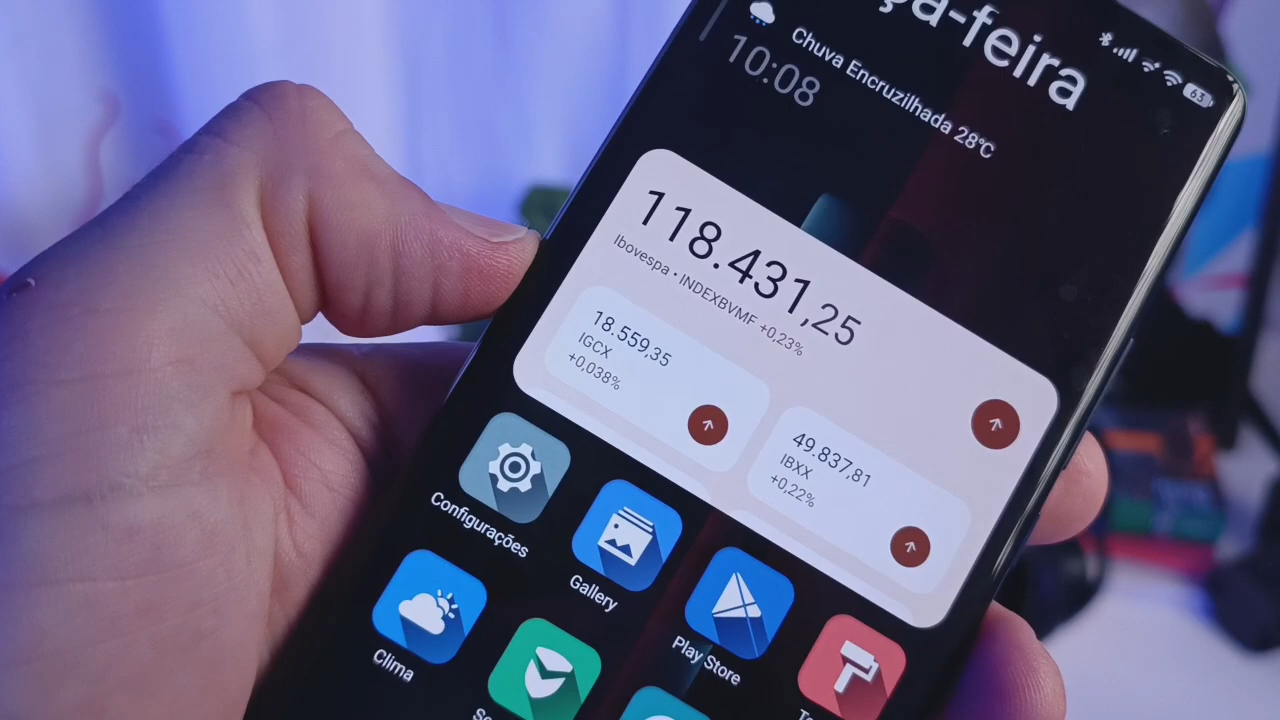 ça-feira
63
Chuva Encruzilhada 28°C
10:08
118.431,25
Ibovespa • INDEXBVMF +0,23%
18.559,35
IGCX
+0,038%
49.837,81
IBXX
+0,22%
Configurações
Gallery
Play Store
Clima